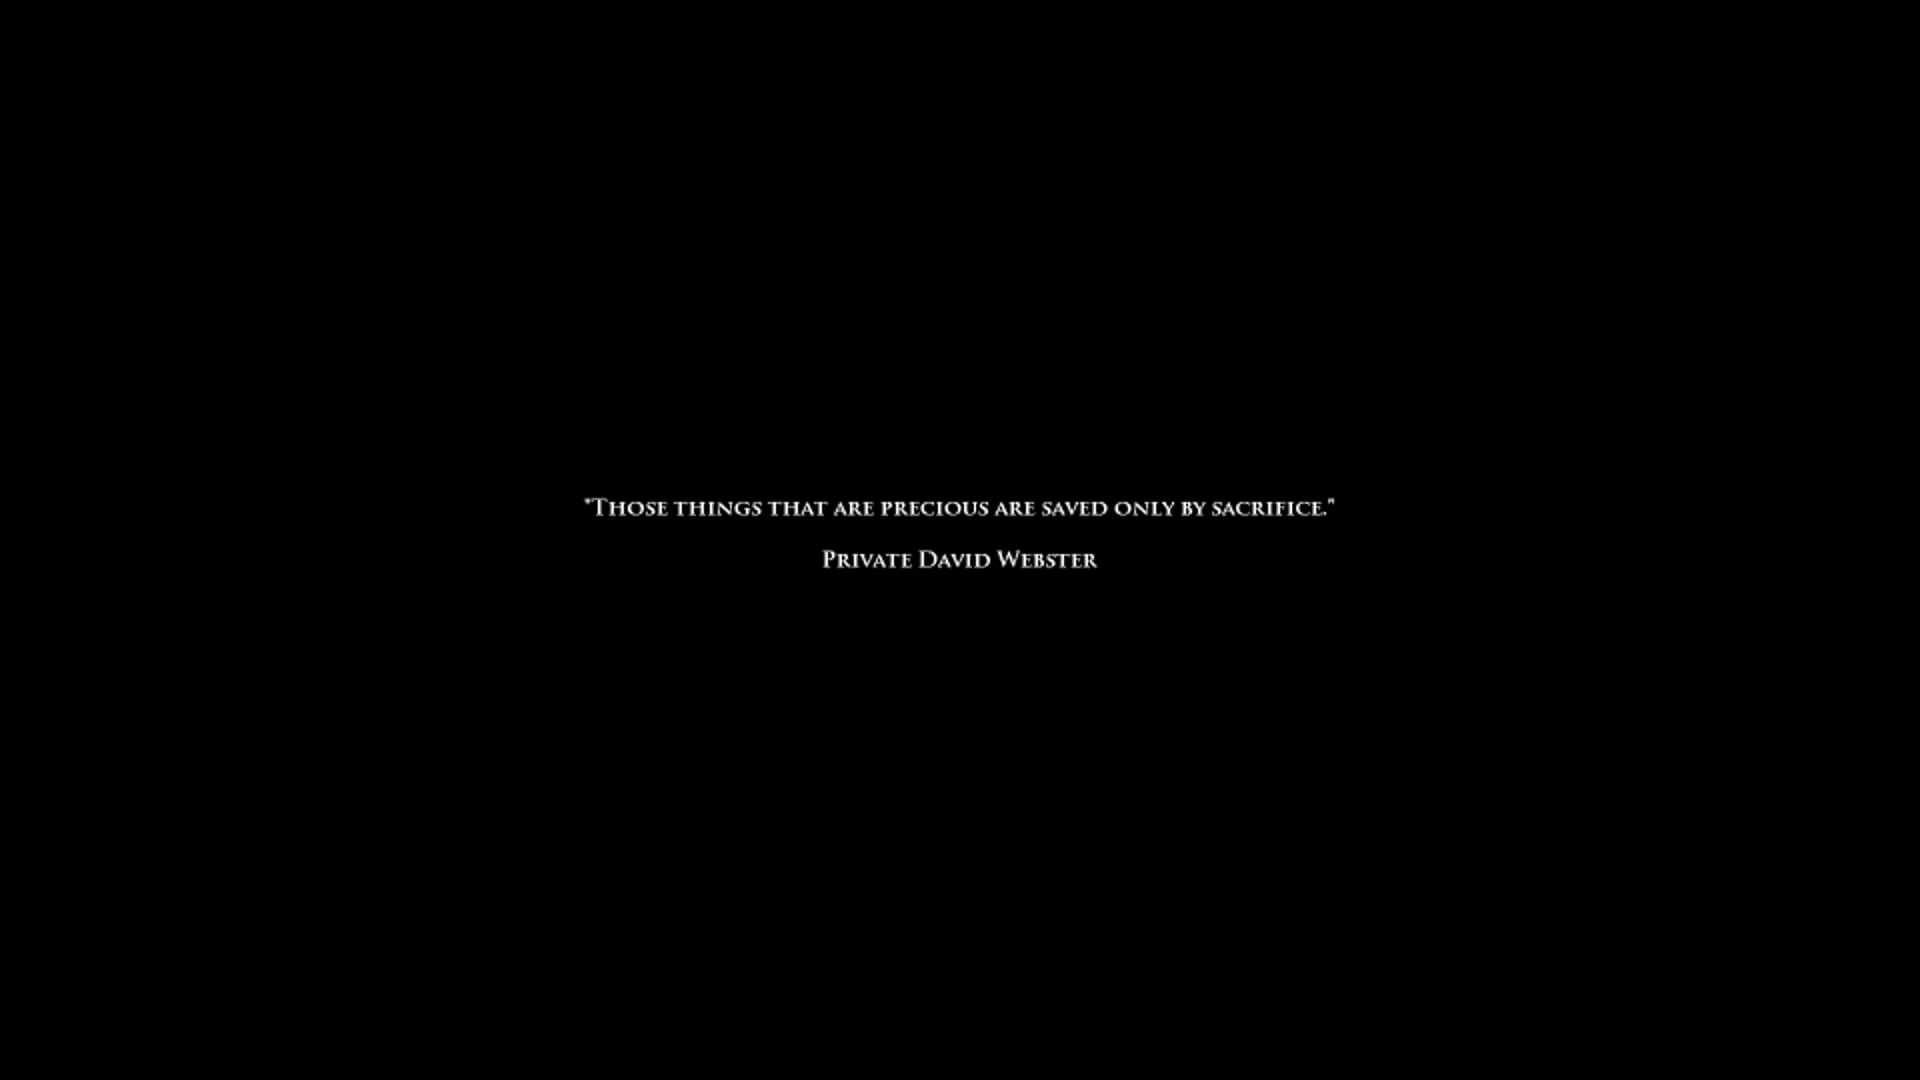 "Those things that are precious are saved only by sacrifice."
Private David Webster